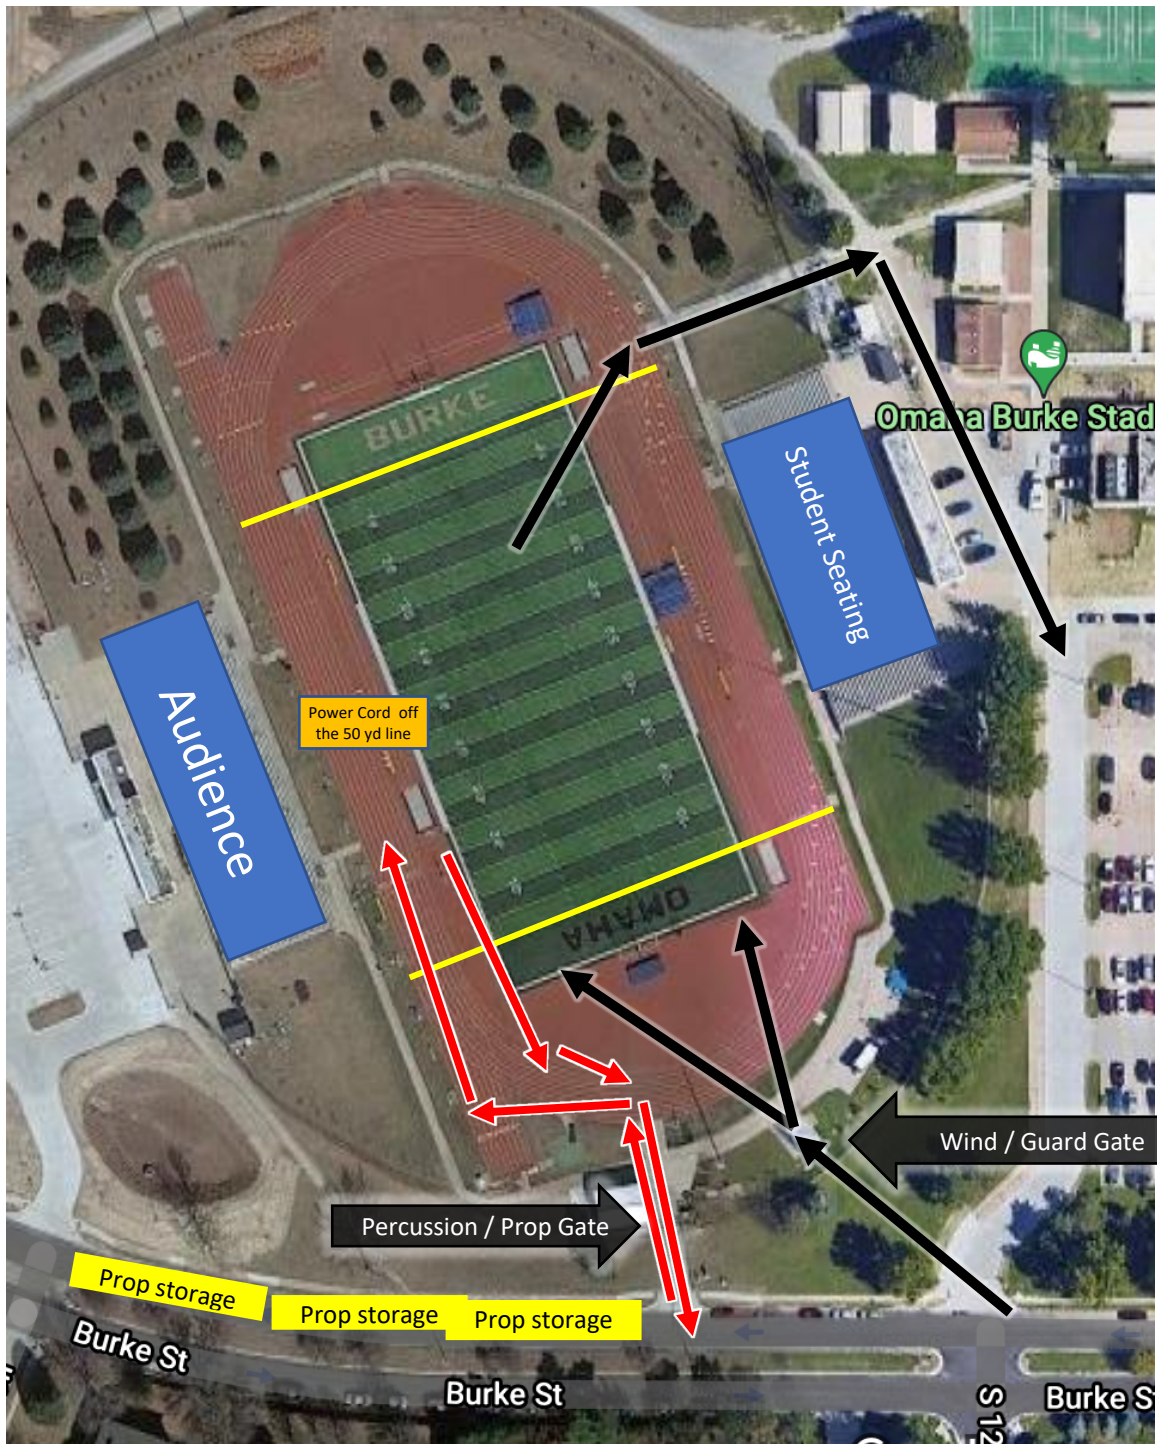 BURKE
Omaha Burke Stad
Student Seating
Power Cord off
the 50 yd line
Audience
OMAHA
Wind / Guard Gate
Percussion / Prop Gate
Prop storage
Prop storage
Prop storage
Burke St
Burke St
Burke S
S 12